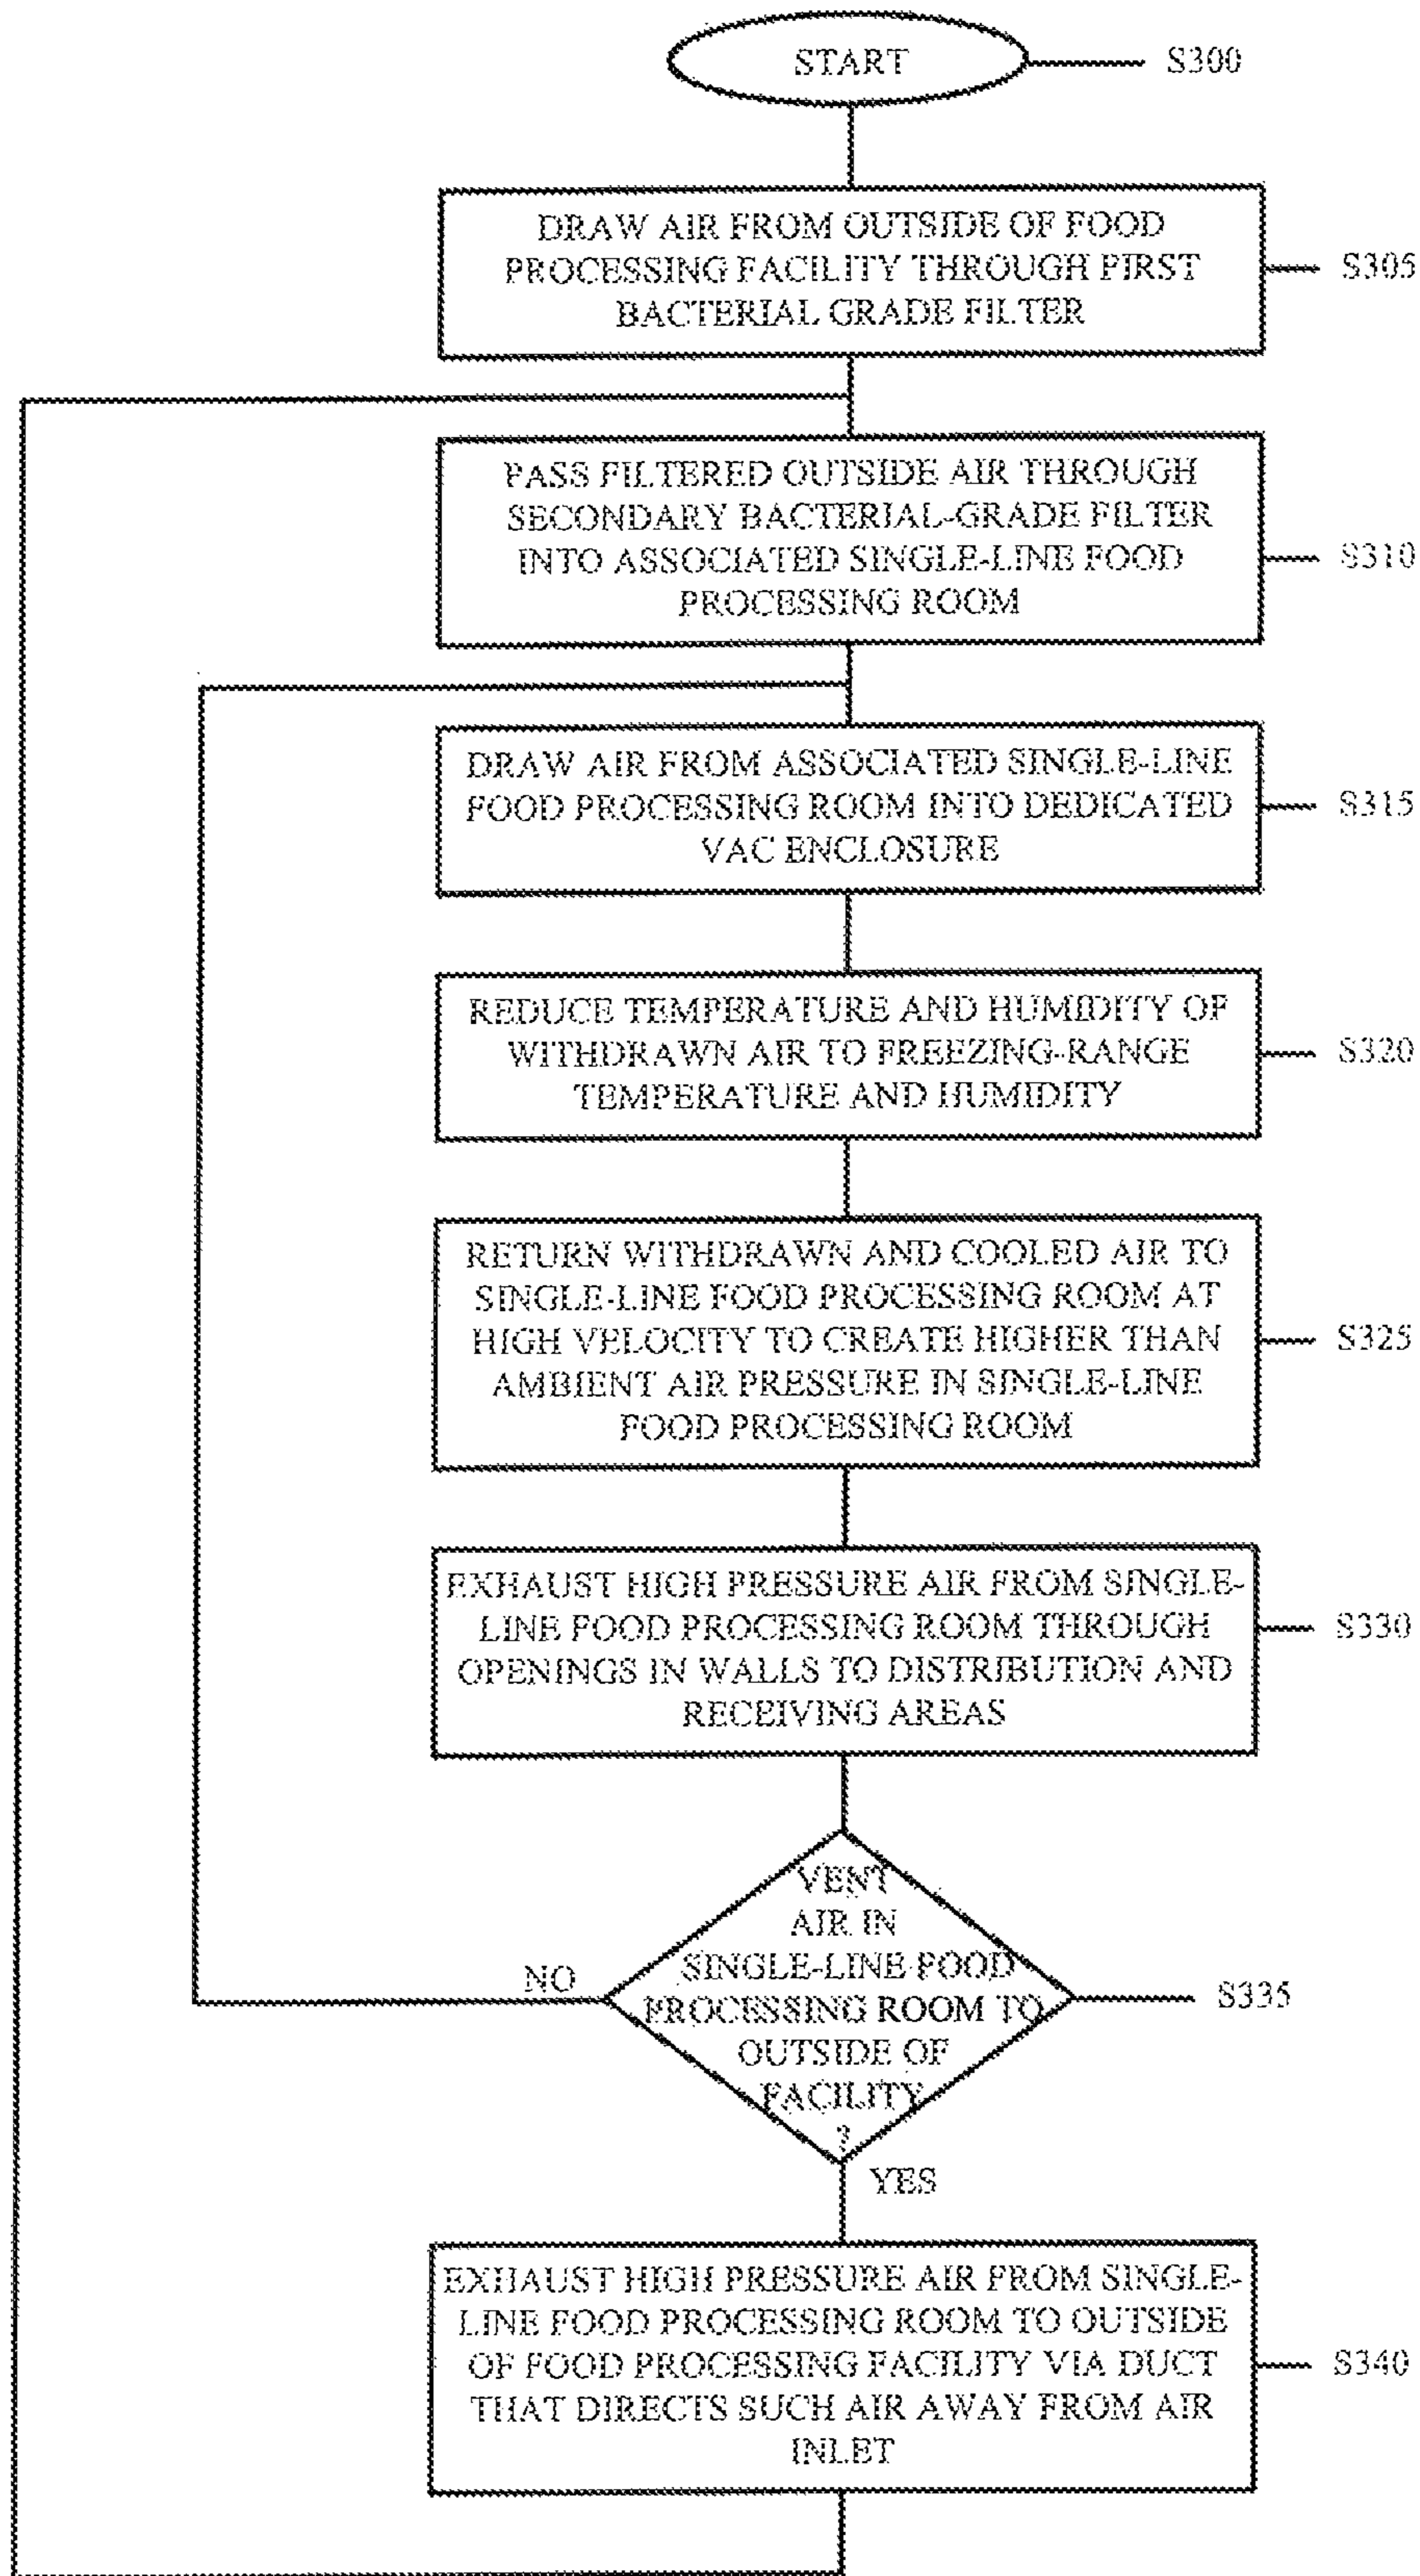 START
S300
DRAW AIR FROM OUTSIDE OF FOOD
PROCESSING FACILITY THROUGH FIRST
BACTERIAL GRADE FILTER
S305
PASS FILTERED OUTSIDE AIR THROUGH
SECONDARY BACTERIAL-GRADE FILTER
INTO ASSOCIATED SINGLE-LINE FOOD
PROCESSING ROOM
S310
DRAW AIR FROM ASSOCIATED SINGLE-LINE
FOOD PROCESSING ROOM INTO DEDICATED
VAC ENCLOSURE
S315
REDUCE TEMPERATURE AND HUMIDITY OF
WITHDRAWN AIR TO FREEZING-RANGE
TEMPERATURE AND HUMIDITY
S320
RETURN WITHDRAWN AND COOLED AIR TO
SINGLE-LINE FOOD PROCESSING ROOM AT
HIGH VELOCITY TO CREATE HIGHER THAN
AMBIENT AIR PRESSURE IN SINGLE-LINE
FOOD PROCESSING ROOM
S325
EXHAUST HIGH PRESSURE AIR FROM SINGLE-
LINE FOOD PROCESSING ROOM THROUGH
OPENINGS IN WALLS TO DISTRIBUTION AND
RECEIVING AREAS
S330
VENT
AIR IN
SINGLE-LINE FOOD
PROCESSING ROOM TO
OUTSIDE OF
FACILITY
?
NO
S335
YES
EXHAUST HIGH PRESSURE AIR FROM SINGLE-
LINE FOOD PROCESSING ROOM TO OUTSIDE
OF FOOD PROCESSING FACILITY VIA DUCT
THAT DIRECTS SUCH AIR AWAY FROM AIR
INLET
S340